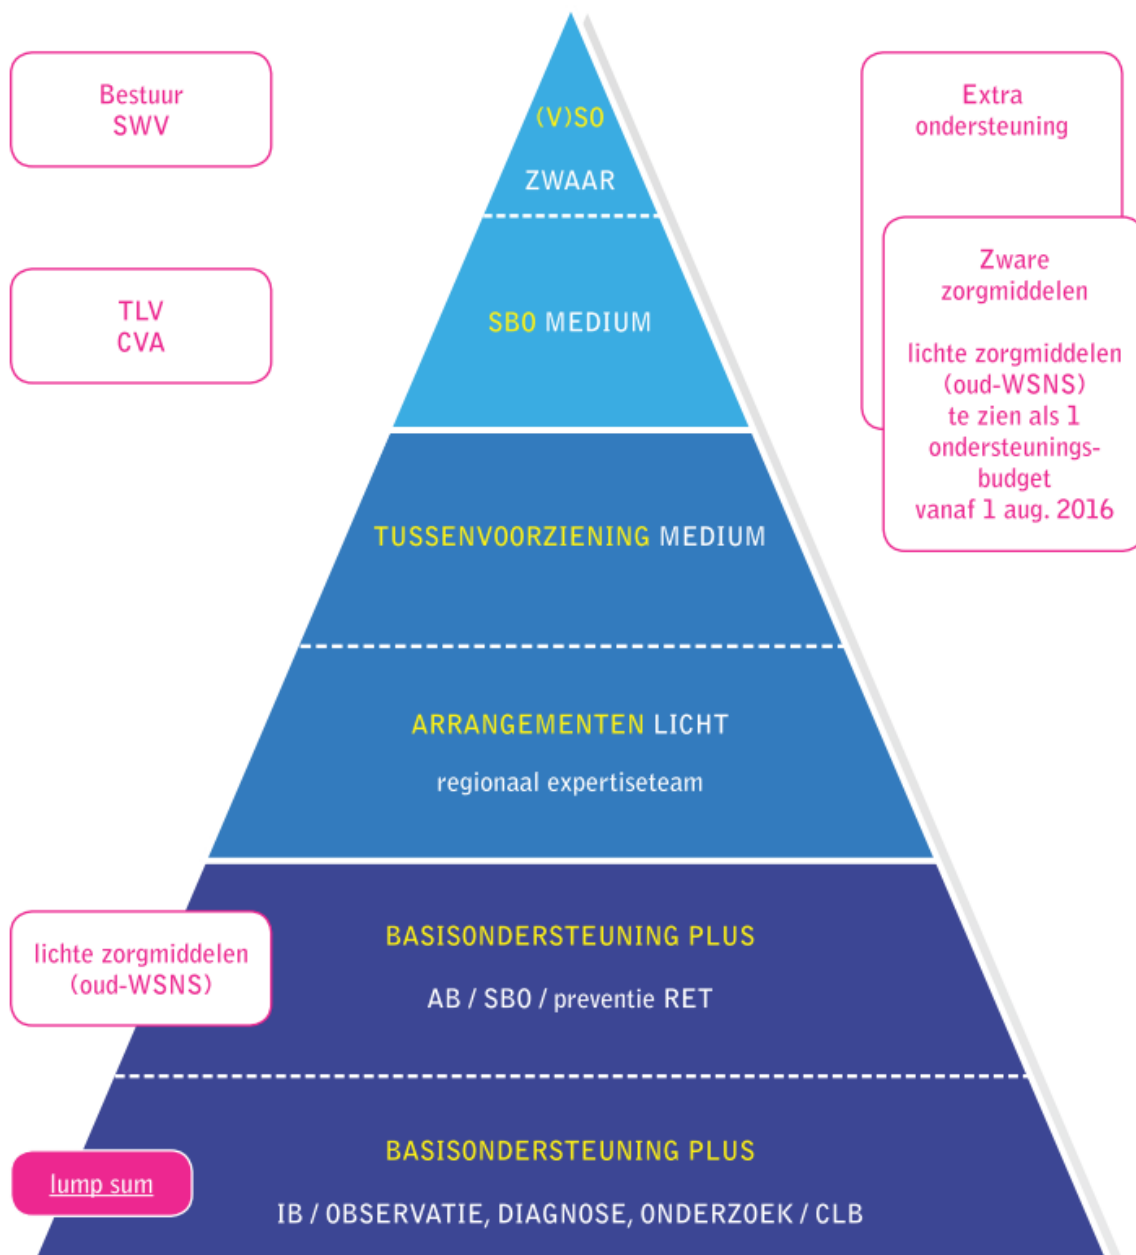 Bestuur
SWV
(V)SO
ZWAAR
Extra
ondersteuning
TLV
CVA
SBO MEDIUM
Zware
zorgmiddelen
lichte zorgmiddelen
(oud-WSNS)
te zien als 1
ondersteunings-
budget
vanaf 1 aug. 2016
TUSSENVOORZIENING MEDIUM
ARRANGEMENTEN LICHT
regionaal expertiseteam
lichte zorgmiddelen
(oud-WSNS)
BASISONDERSTEUNING PLUS
AB / SBO / preventie RET
lump sum
BASISONDERSTEUNING PLUS
IB / OBSERVATIE, DIAGNOSE, ONDERZOEK / CLB